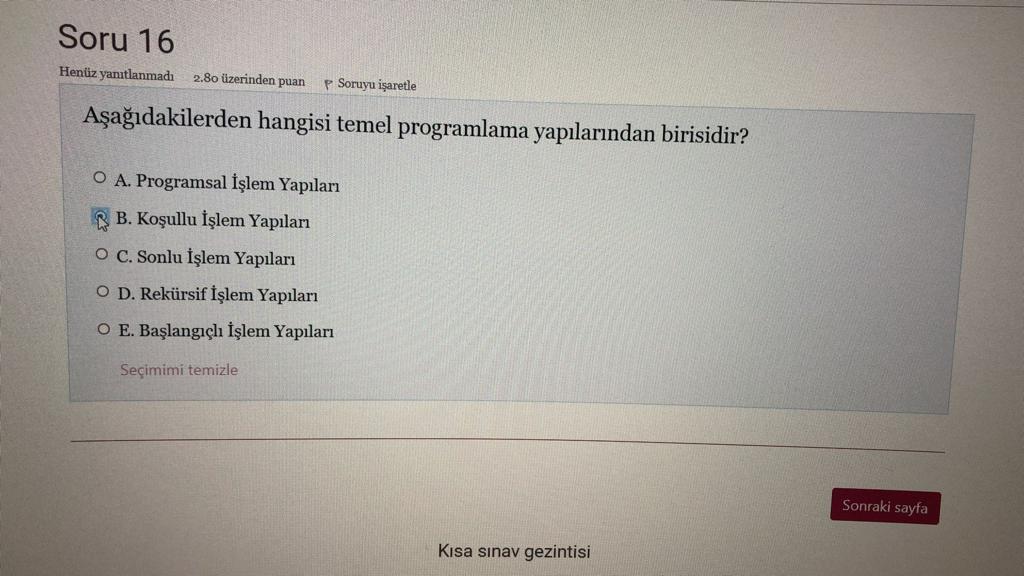 Soru 16
Henüz yanıtlanmadı 2.80 üzerinden puan Soruyu işaretle
Aşağıdakilerden hangisi temel programlama yapılarından birisidir?
A. Programsal İşlem Yapıları
B. Koşullu İşlem Yapıları
C. Sonlu İşlem Yapıları
D. Rekürsif İşlem Yapıları
E. Başlangıçlı İşlem Yapıları
Seçimimi temizle
Sonraki sayfa
Kısa sınav gezintisi